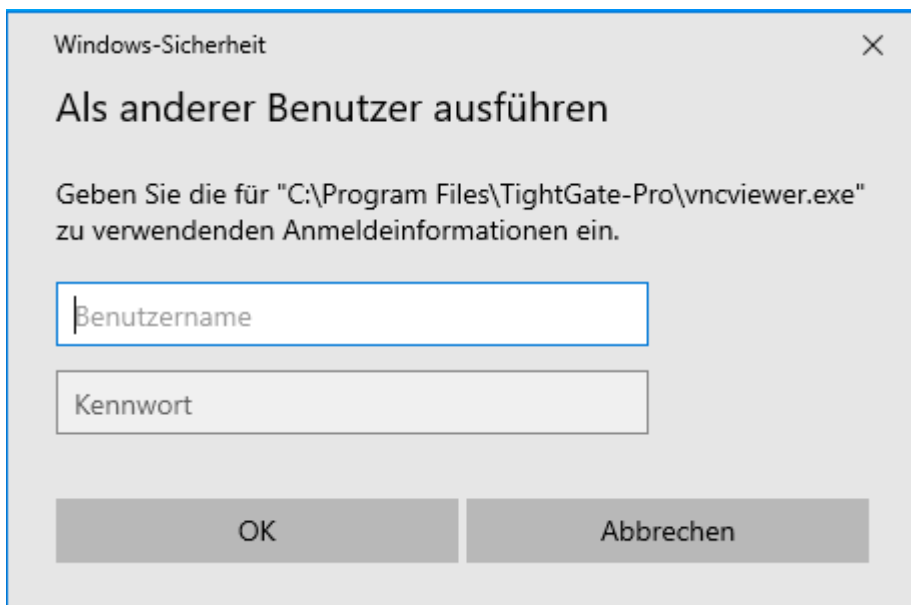 Windows-Sicherheit
Als anderer Benutzer ausführen
Geben Sie die für "C:\Program Files\TightGate-Pro\vncviewer.exe"
zu verwendenden Anmeldeinformationen ein.
Benutzername
Kennwort
OK
Abbrechen